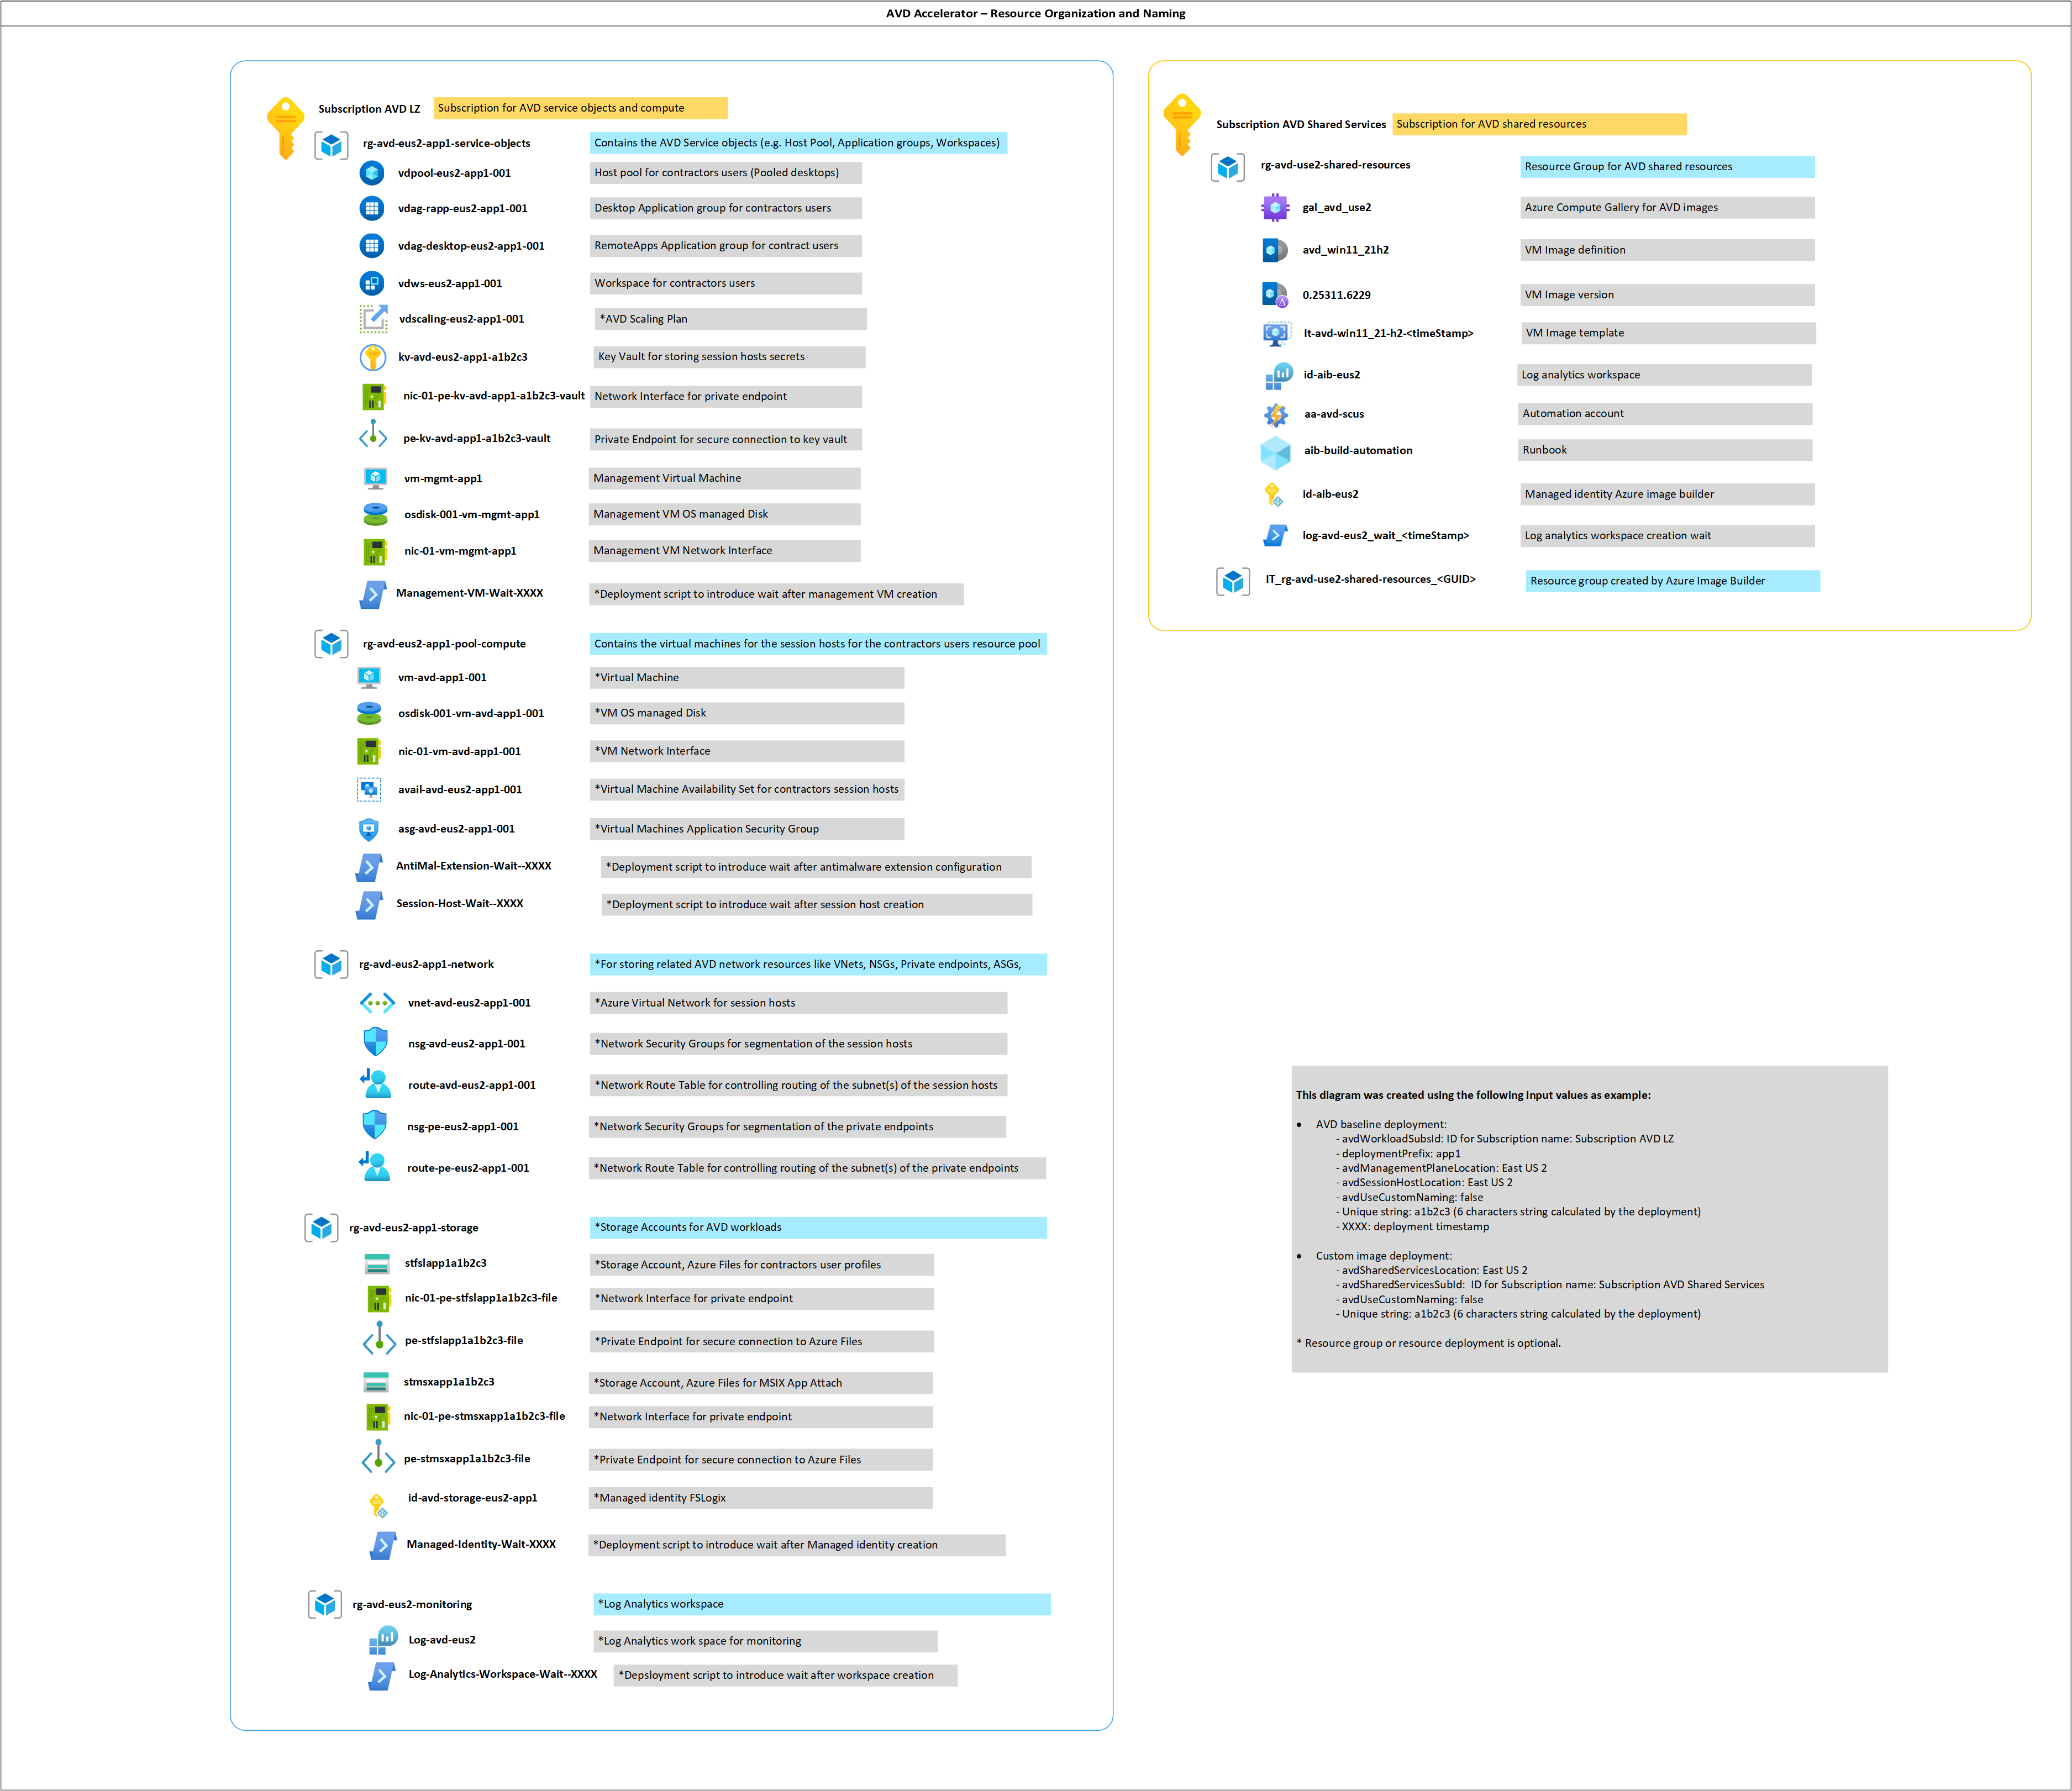 AVD Accelerator – Resource Organization and Naming
Subscription AVD LZ Subscription for AVD service objects and compute
rg-avd-eus2-app1-service-objects Contains the AVD Service objects (e.g. Host Pool, Application groups, Workspaces)
vdpool-eus2-app1-001 Host pool for contractors users (Pooled desktops)
vdag-rapp-eus2-app1-001 Desktop Application group for contractors users
vdag-desktop-eus2-app1-001 RemoteApps Application group for contract users
vdws-eus2-app1-001 Workspace for contractors users
vdscaling-eus2-app1-001 *AVD Scaling Plan
kv-avd-eus2-app1-a1b2c3 Key Vault for storing session hosts secrets
nic-01-pe-kv-avd-app1-a1b2c3-vault Network Interface for private endpoint
pe-kv-avd-app1-a1b2c3-vault Private Endpoint for secure connection to key vault
vm-mgmt-app1 Management Virtual Machine
osdisk-001-vm-mgmt-app1 Management VM OS managed Disk
nic-01-vm-mgmt-app1 Management VM Network Interface
Management-VM-Wait-XXXX *Deployment script to introduce wait after management VM creation
rg-avd-eus2-app1-pool-compute Contains the virtual machines for the session hosts for the contractors users resource pool
vm-avd-app1-001 *Virtual Machine
osdisk-001-vm-avd-app1-001 *VM OS managed Disk
nic-01-vm-avd-app1-001 *VM Network Interface
avail-avd-eus2-app1-001 *Virtual Machine Availability Set for contractors session hosts
asg-avd-eus2-app1-001 *Virtual Machines Application Security Group
AntiMal-Extension-Wait--XXXX *Deployment script to introduce wait after antimalware extension configuration
Session-Host-Wait--XXXX *Deployment script to introduce wait after session host creation
rg-avd-eus2-app1-network *For storing related AVD network resources like VNets, NSGs, Private endpoints, ASGs,
vnet-avd-eus2-app1-001 *Azure Virtual Network for session hosts
nsg-avd-eus2-app1-001 *Network Security Groups for segmentation of the session hosts
route-avd-eus2-app1-001 *Network Route Table for controlling routing of the subnet(s) of the session hosts
nsg-pe-eus2-app1-001 *Network Security Groups for segmentation of the private endpoints
route-pe-eus2-app1-001 *Network Route Table for controlling routing of the subnet(s) of the private endpoints
rg-avd-eus2-app1-storage *Storage Accounts for AVD workloads
stfslapp1a1b2c3 *Storage Account, Azure Files for contractors user profiles
nic-01-pe-stfslapp1a1b2c3-file *Network Interface for private endpoint
pe-stfslapp1a1b2c3-file *Private Endpoint for secure connection to Azure Files
stmsxapp1a1b2c3 *Storage Account, Azure Files for MSIX App Attach
nic-01-pe-stmsxapp1a1b2c3-file *Network Interface for private endpoint
pe-stmsxapp1a1b2c3-file *Private Endpoint for secure connection to Azure Files
id-avd-storage-eus2-app1 *Managed identity FSLogix
Managed-Identity-Wait-XXXX *Deployment script to introduce wait after Managed identity creation
rg-avd-eus2-monitoring *Log Analytics workspace
Log-avd-eus2 *Log Analytics work space for monitoring
Log-Analytics-Workspace-Wait--XXXX *Depsloyment script to introduce wait after workspace creation
Subscription AVD Shared Services Subscription for AVD shared resources
rg-avd-use2-shared-resources Resource Group for AVD shared resources
gal_avd_use2 Azure Compute Gallery for AVD images
avd_win11_21h2 VM Image definition
0.25311.6229 VM Image version
It-avd-win11_21-h2-<timeStamp> VM Image template
id-aib-eus2 Log analytics workspace
aa-avd-scus Automation account
aib-build-automation Runbook
id-aib-eus2 Managed identity Azure image builder
log-avd-eus2_wait_<timeStamp> Log analytics workspace creation wait
IT_rg-avd-use2-shared-resources_<GUID> Resource group created by Azure Image Builder
This diagram was created using the following input values as example:
• AVD baseline deployment:
- avdWorkloadSubsId: ID for Subscription name: Subscription AVD LZ
- deploymentPrefix: app1
- avdManagementPlaneLocation: East US 2
- avdSessionHostLocation: East US 2
- avdUseCustomNaming: false
- Unique string: a1b2c3 (6 characters string calculated by the deployment)
- XXXX: deployment timestamp
• Custom image deployment:
- avdSharedServicesLocation: East US 2
- avdSharedServicesSubId: ID for Subscription name: Subscription AVD Shared Services
- avdUseCustomNaming: false
- Unique string: a1b2c3 (6 characters string calculated by the deployment)
* Resource group or resource deployment is optional.